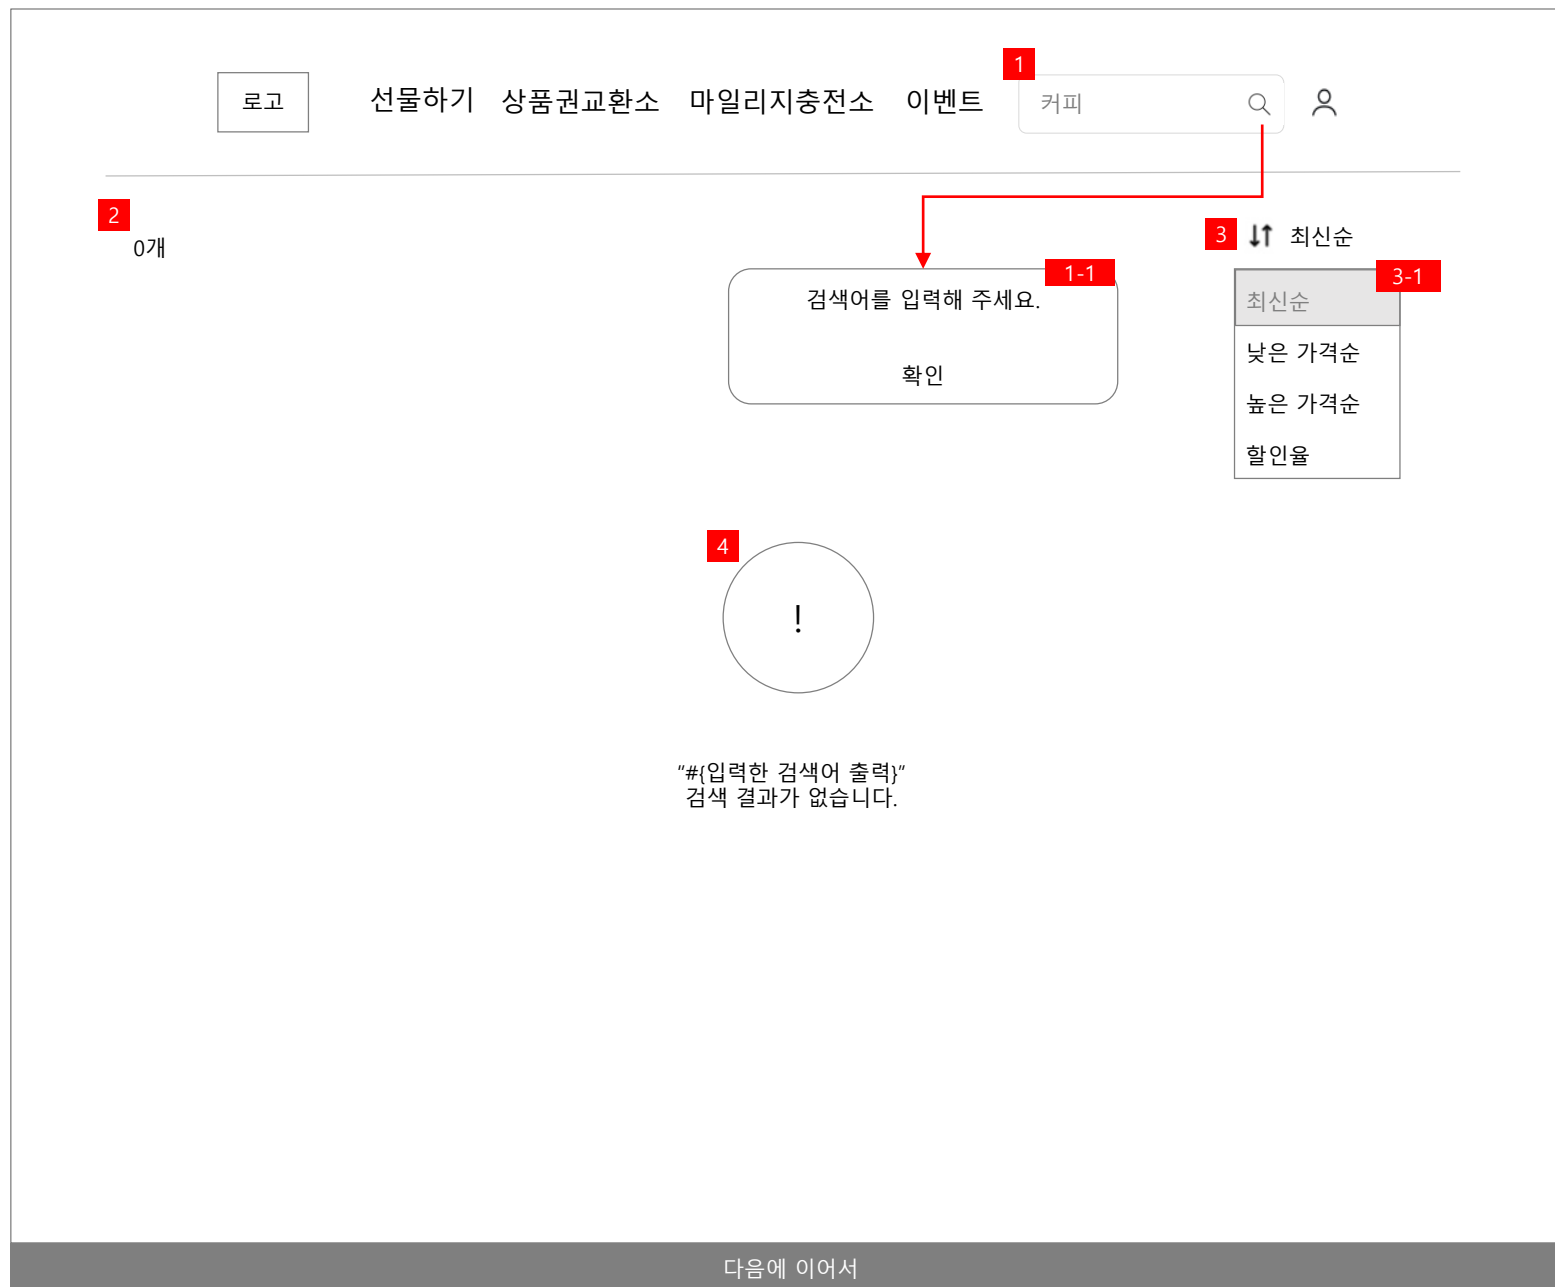 1
로고
선물하기 상품권교환소 마일리지충전소 이벤트
커피
2
0개
3 최신순
1-1
검색어를 입력해 주세요.
확인
3-1
최신순
낮은 가격순
높은 가격순
할인율
4
!
"#{입력한 검색어 출력}"
검색 결과가 없습니다.
다음에 이어서